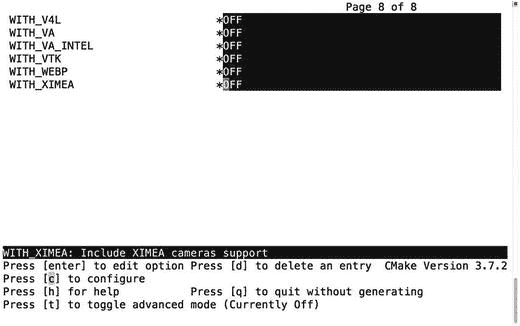 Page 8 of 8
WITH_V4L *OFF
WITH_VA *OFF
WITH_VA_INTEL *OFF
WITH_VTK *OFF
WITH_WEBP *OFF
WITH_XIMEA *OFF
WITH_XIMEA: Include XIMEA cameras support
Press [enter] to edit option Press [d] to delete an entry CMake Version 3.7.2
Press [c] to configure
Press [h] for help Press [q] to quit without generating
Press [t] to toggle advanced mode (Currently Off)